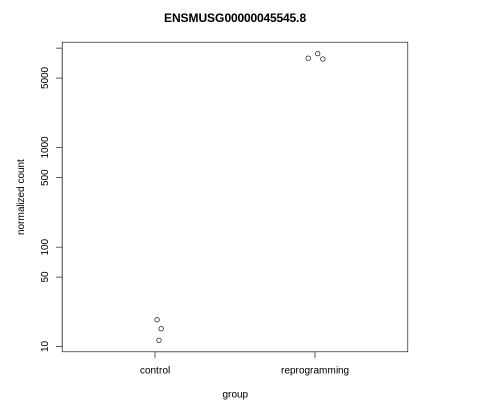 ENSMUSG00000045545.8
normalized count
5000
1000
500
100
50
10
control
reprogramming
group